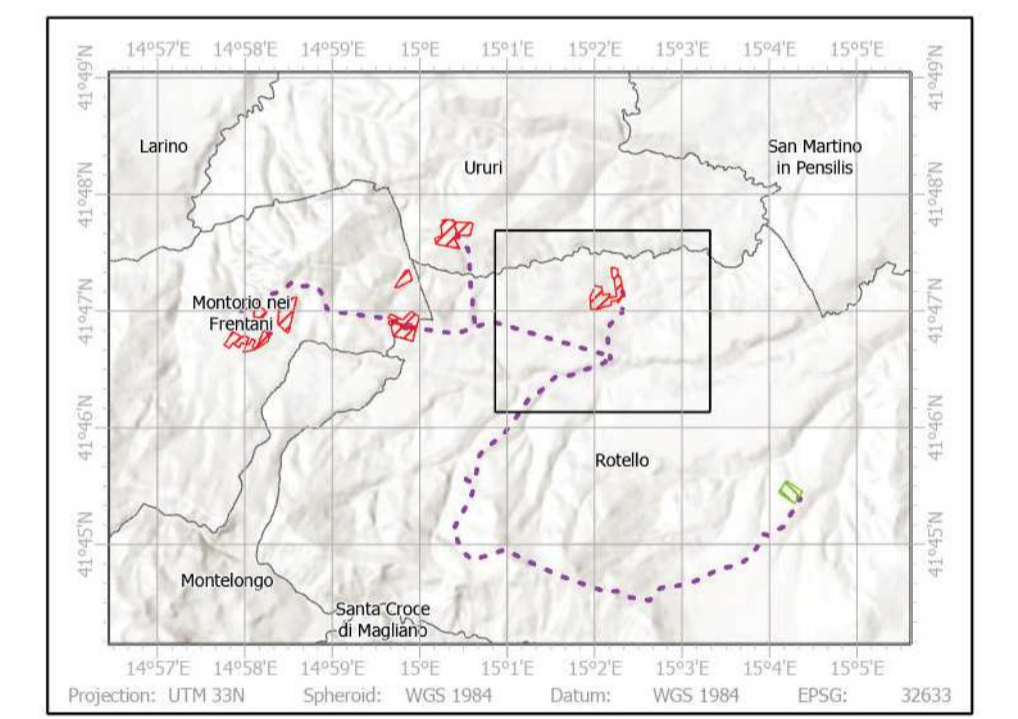 14°57'E 14°58'E 14°59'E 15°E 15°1'E 15°2'E 15°3'E 15°4'E 15°5'E
41°49'N 41°49'N
Larino
Ururi
San Martino
in Pensilis
41°48'N 41°48'N
Montorio nei
Frentani
41°47'N 41°47'N
41°46'N 41°46'N
Rotello
41°45'N 41°45'N
Montelongo
Santa Croce
di Magliano
14°57'E 14°58'E 14°59'E 15°E 15°1'E 15°2'E 15°3'E 15°4'E 15°5'E
Projection: UTM 33N Spheroid: WGS 1984 Datum: WGS 1984 EPSG: 32633